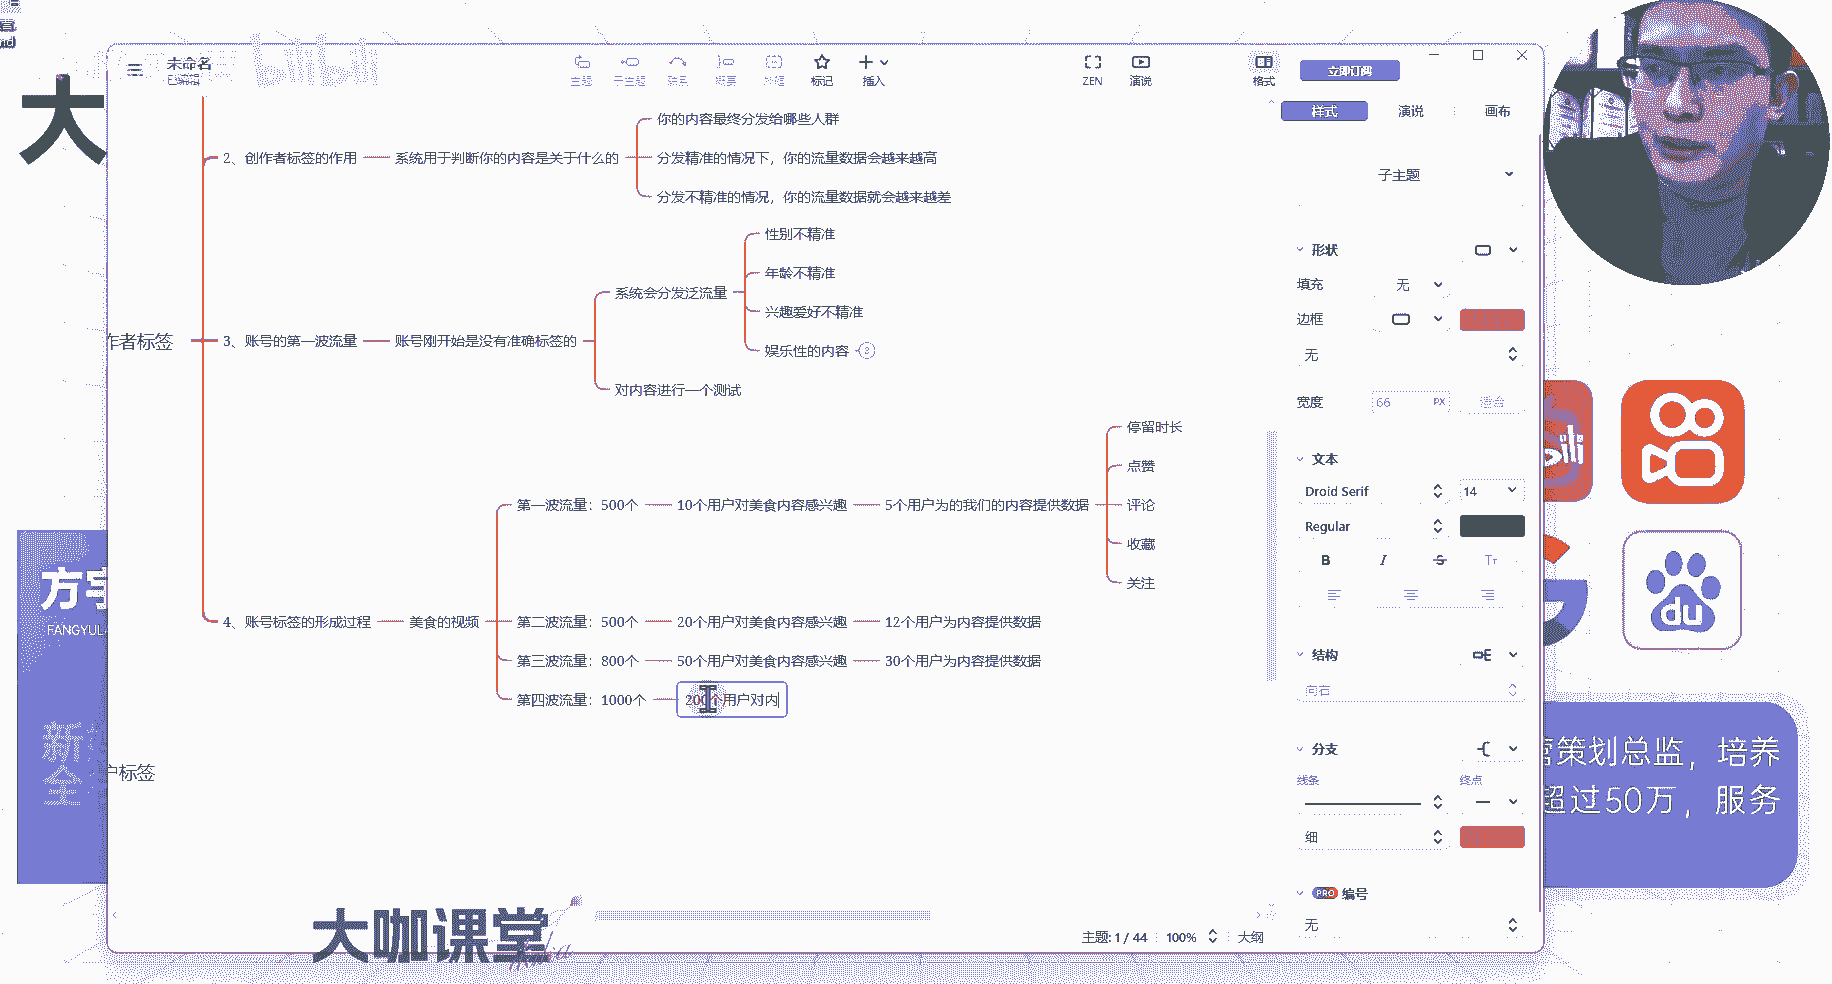 大
未命名
已编辑
bilibili
主题
子主题
联系
概要
外框
标记
插入
ZEN
演说
格式
立即订阅
样式
演说
画布
2、创作者标签的作用
系统用于判断你的内容是关于什么的
你的内容最终分发给哪些人群
分发精准的情况下，你的流量数据会越来越高
分发不精准的情况，你的流量数据就会越来越差
作者标签
3、账号的第一波流量
账号刚开始是没有准确标签的
系统会分发泛流量
性别不精准
年龄不精准
兴趣爱好不精准
娱乐性的内容
对内容进行一个测试
4、账号标签的形成过程
美食的视频
第一波流量：500个
10个用户对美食内容感兴趣
5个用户为的我们的内容提供数据
停留时长
点赞
评论
收藏
关注
第二波流量：500个
20个用户对美食内容感兴趣
12个用户为内容提供数据
第三波流量：800个
50个用户对美食内容感兴趣
30个用户为内容提供数据
第四波流量：1000个
200个用户对内
户标签
子主题
形状
填充
无
边框
无
宽度
66
PX
适合
文本
Droid Serif
14
Regular
B
I
S
Tт
结构
向右
分支
线条
终点
细
PRO 编号
无
主题: 1 / 44
100%
大纲
方宇
FANGYUL
新
全
大咖课堂
du
营策划总监，培养
超过50万，服务